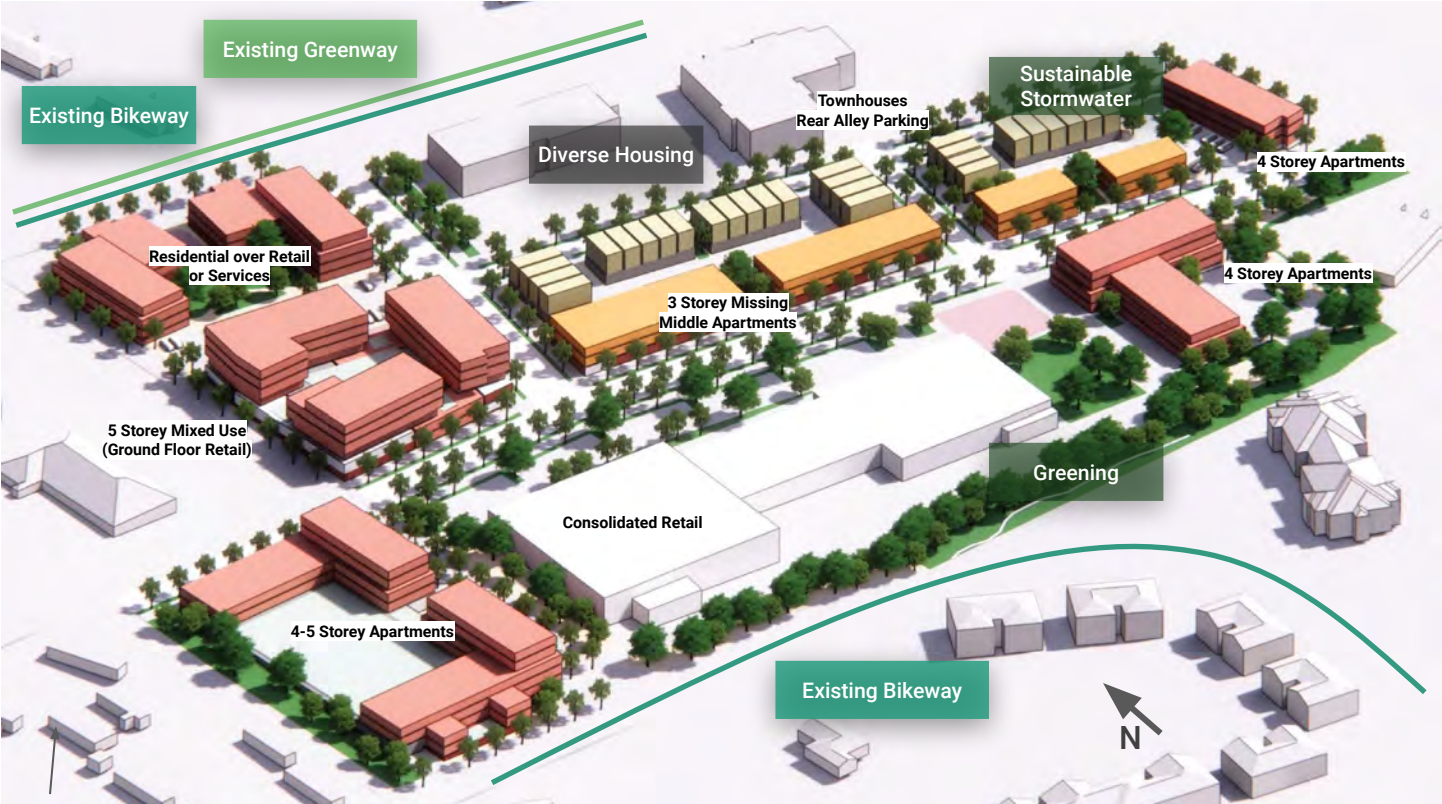 Existing Greenway
Existing Bikeway
Sustainable
Stormwater
Townhouses
Rear Alley Parking
Diverse Housing
4 Storey Apartments
Residential over Retail
or Services
4 Storey Apartments
3 Storey Missing
Middle Apartments
5 Storey Mixed Use
(Ground Floor Retail)
Greening
Consolidated Retail
4-5 Storey Apartments
Existing Bikeway
N